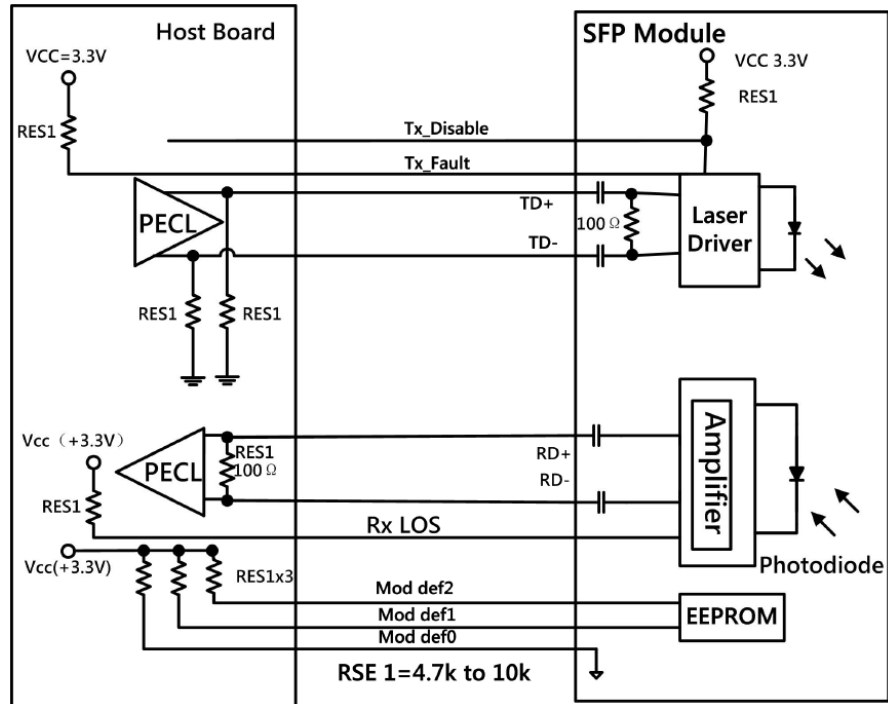 Host Board
SFP Module
VCC=3.3V
VCC 3.3V
RES1
RES1
Tx_Disable
Tx_Fault
PECL
TD+
100Ω
TD-
Laser
Driver
RES1
RES1
Vcc（+3.3V）
PECL
RES1
100Ω
RD+
RD-
Amplifier
RES1
Rx LOS
Vcc(+3.3V)
RES1x3
Photodiode
Mod def2
Mod def1
Mod def0
EEPROM
RSE 1=4.7k to 10k